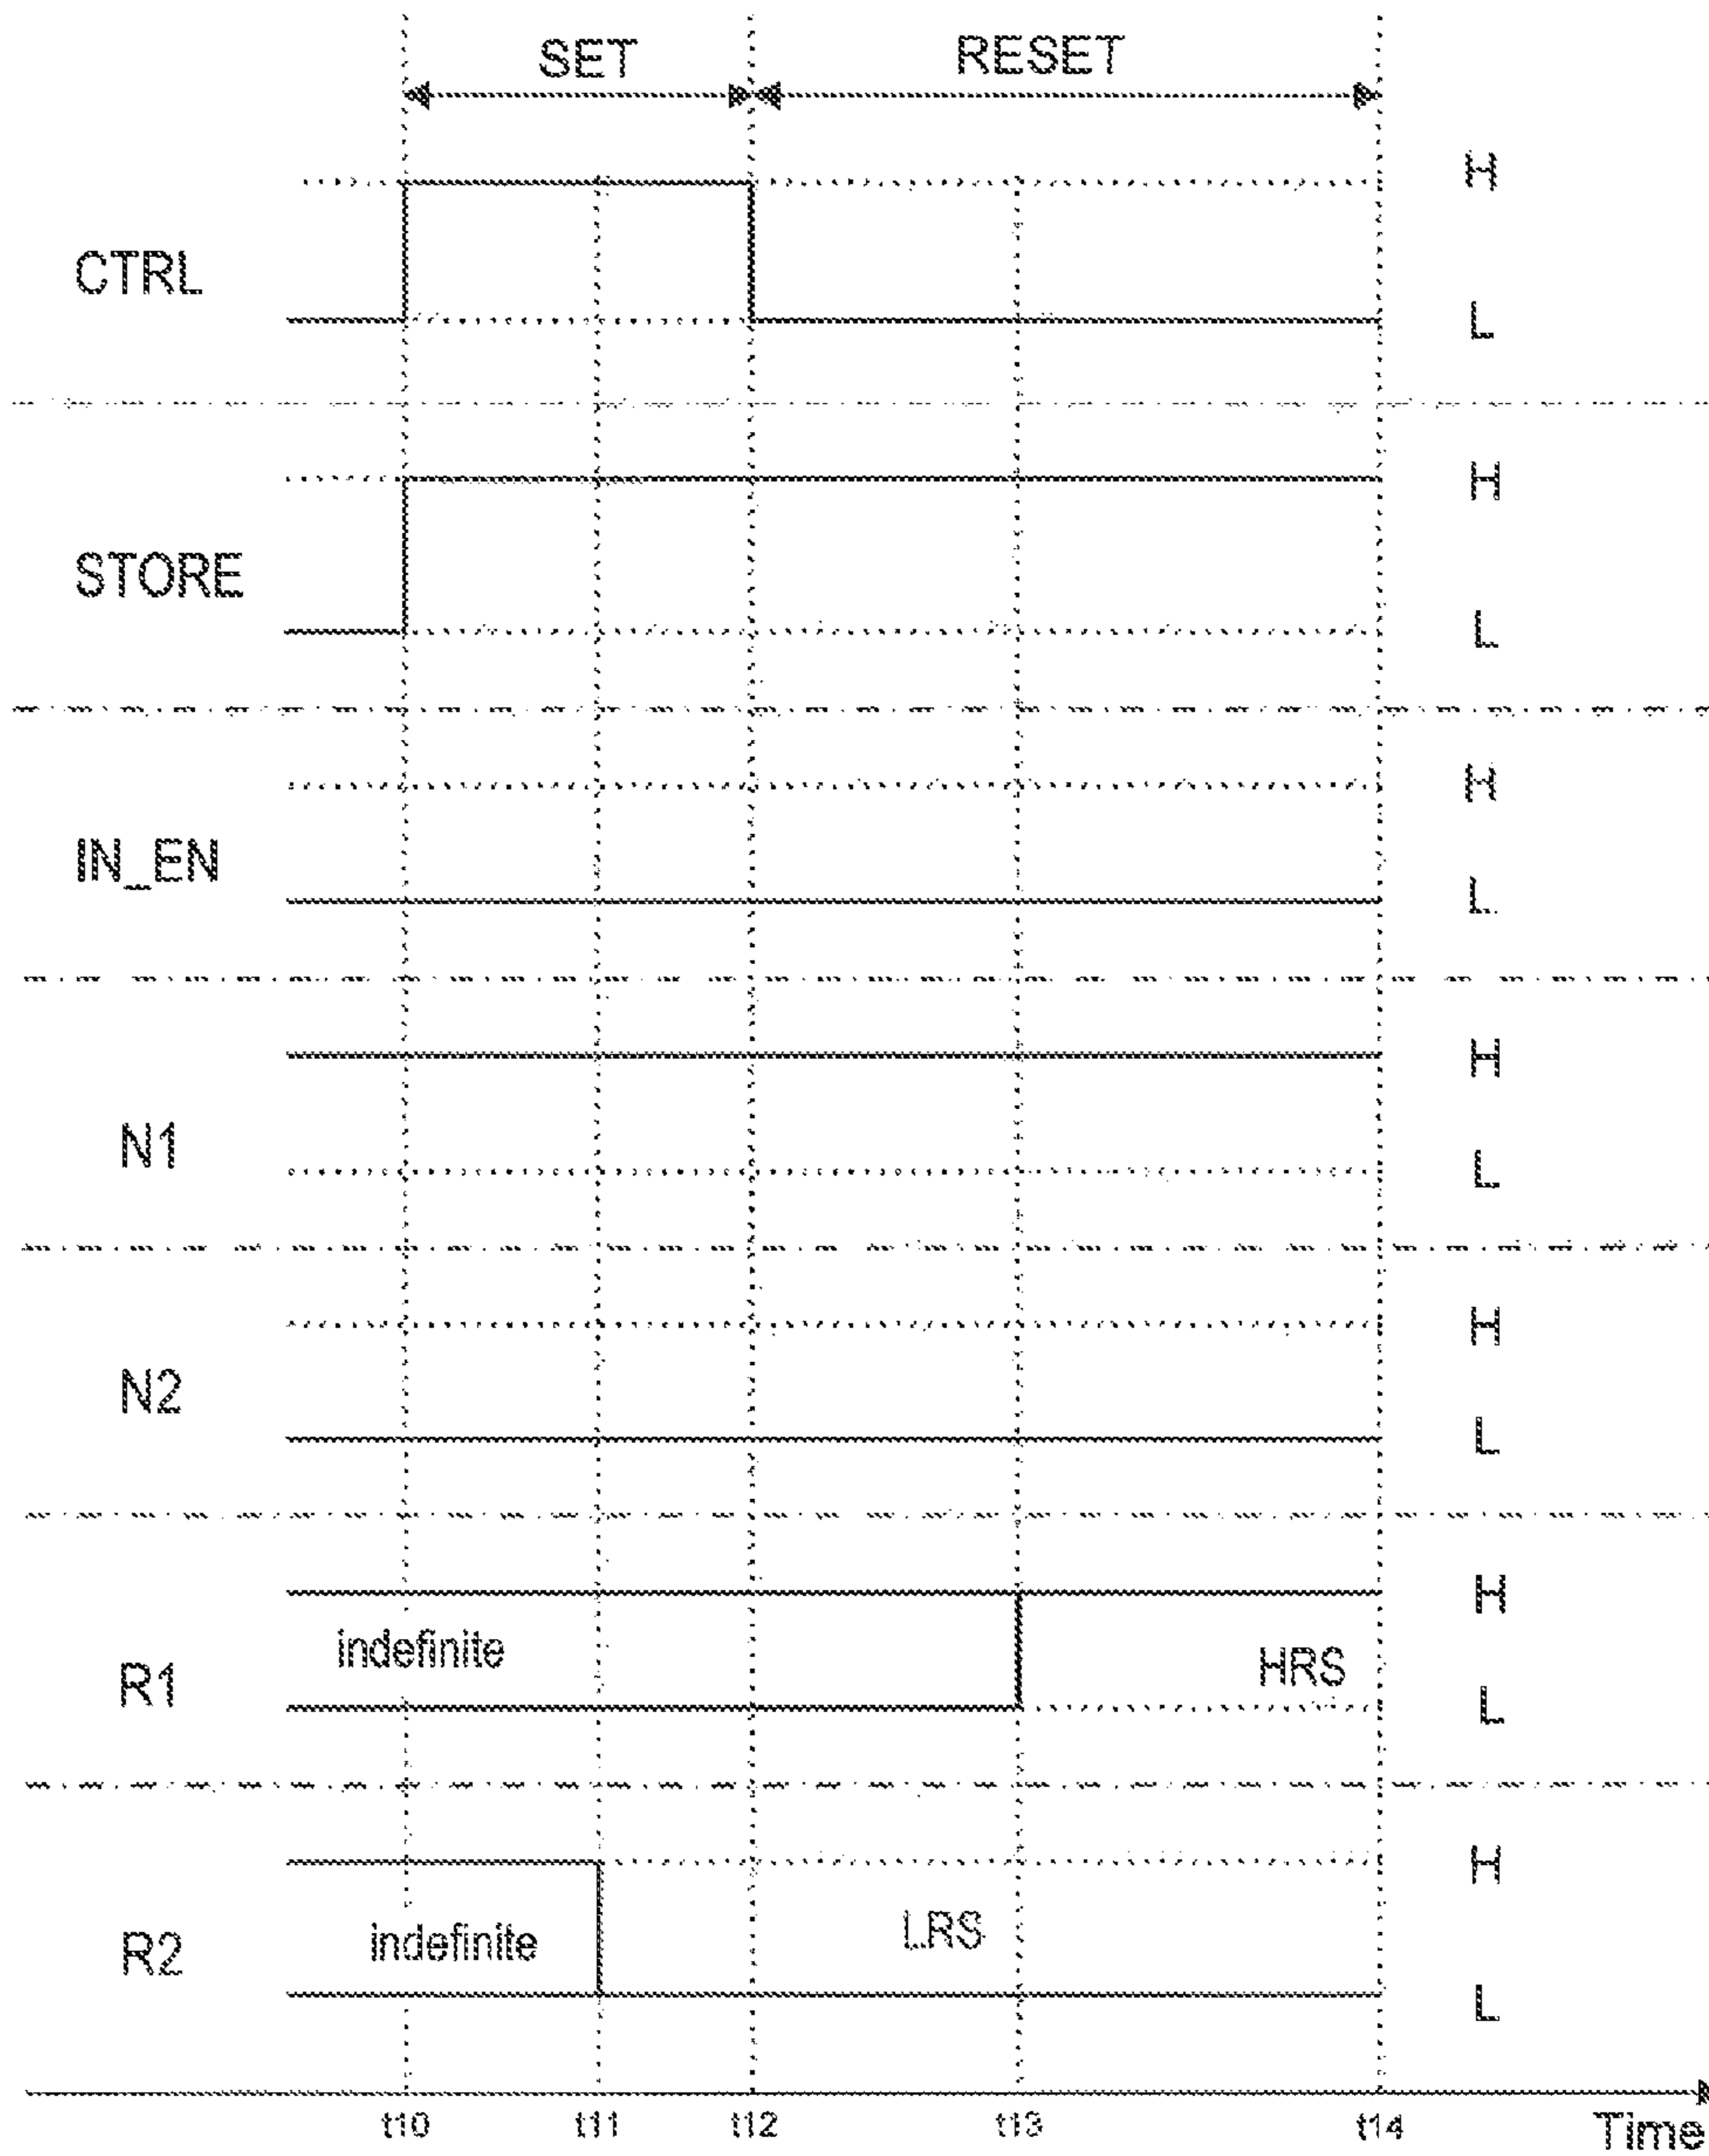 SET RESET
H
CTRL
L
H
STORE
L
H
IN_EN
L
H
N1
L
H
N2
L
H
indefinite HRS
R1
L
H
indefinite LRS
R2
L
t10 t11 t12 t13 t14 Time